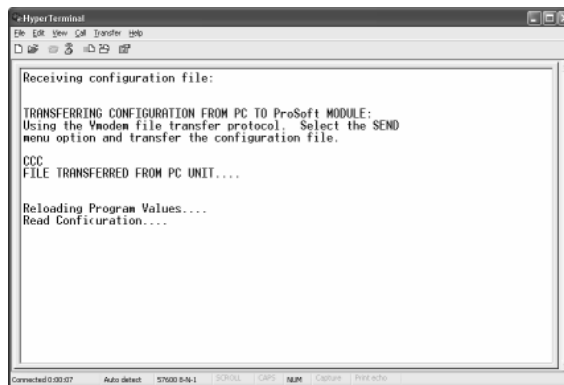 HyperTerminal
File Edit View Call Transfer Help
Receiving configuration file:
TRANSFERRING CONFIGURATION FROM PC TO ProSoft MODULE:
Using the Ymodem file transfer protocol. Select the SEND
menu option and transfer the configuration file.
CCC
FILE TRANSFERRED FROM PC UNIT....
Reloading Program Values....
Read Configuration....
Connected 0:00:07 Auto detect 57600 8-N-1 SCROLL CAPS NUM Capture Print echo